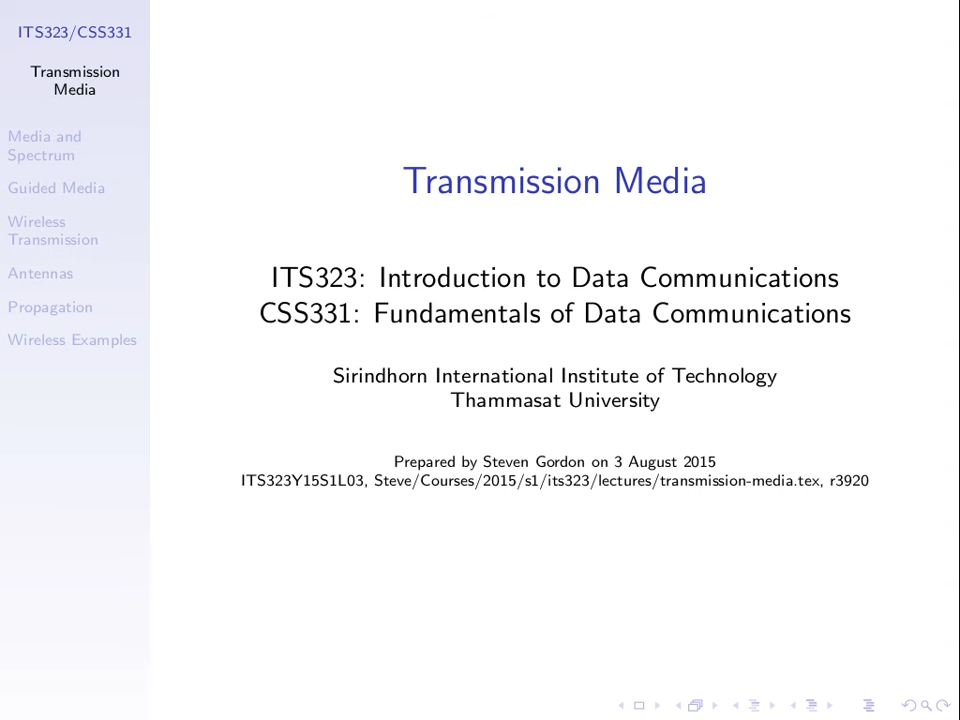 ITS323/CSS331
Transmission
Media
Media and
Spectrum
Guided Media
Wireless
Transmission
Antennas
Propagation
Wireless Examples
Transmission Media
ITS323: Introduction to Data Communications
CSS331: Fundamentals of Data Communications
Sirindhorn International Institute of Technology
Thammasat University
Prepared by Steven Gordon on 3 August 2015
ITS323Y15S1L03, Steve/Courses/2015/s1/its323/lectures/transmission-media.tex, r3920